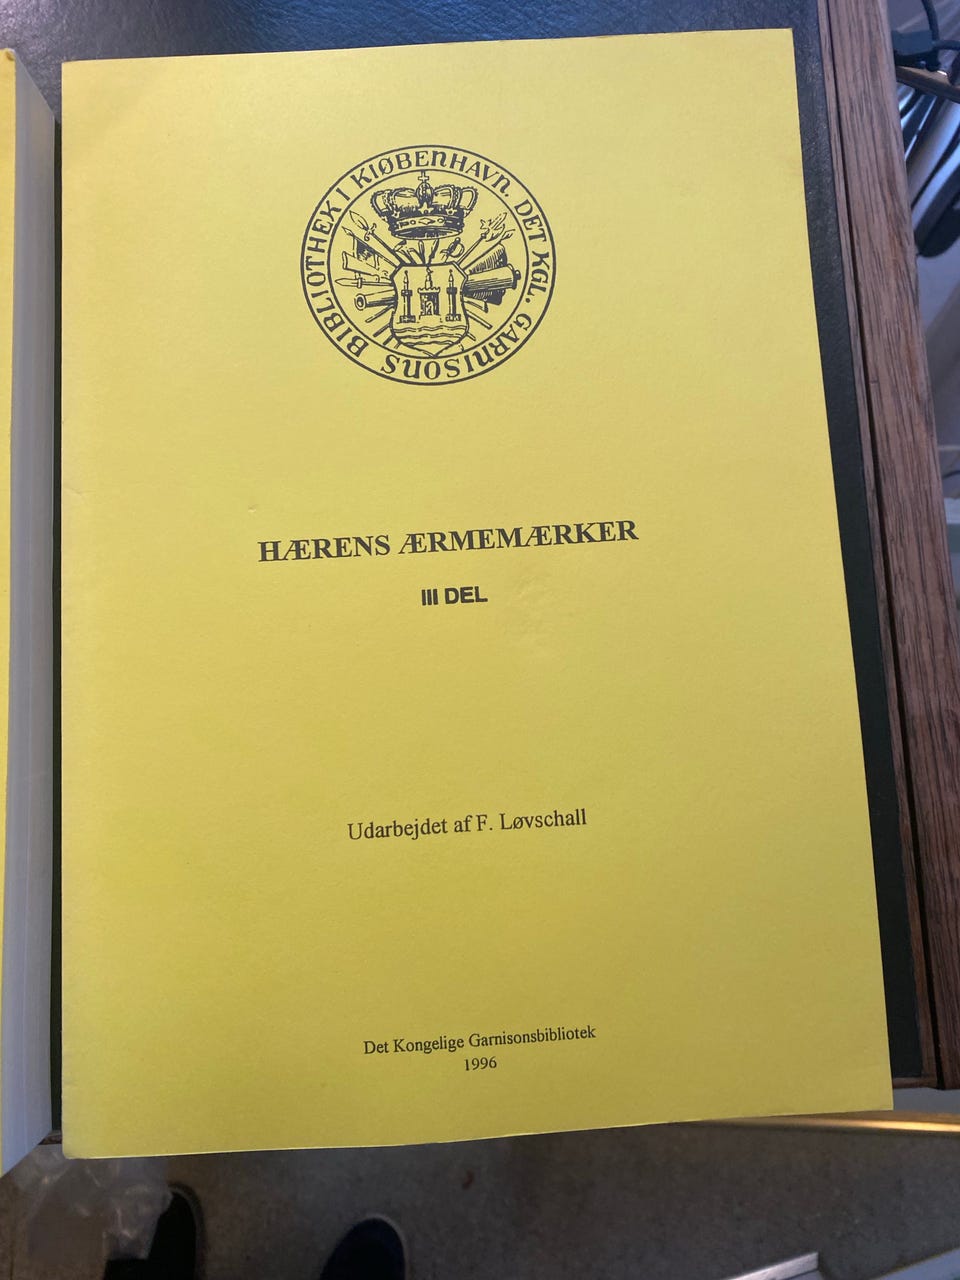 DET KGL. GARNISONS BIBLIOTHEK I KIØBENHAVN.
HÆRENS ÆRMEMÆRKER
III DEL
Udarbejdet af F. Løvschall
Det Kongelige Garnisonsbibliotek
1996